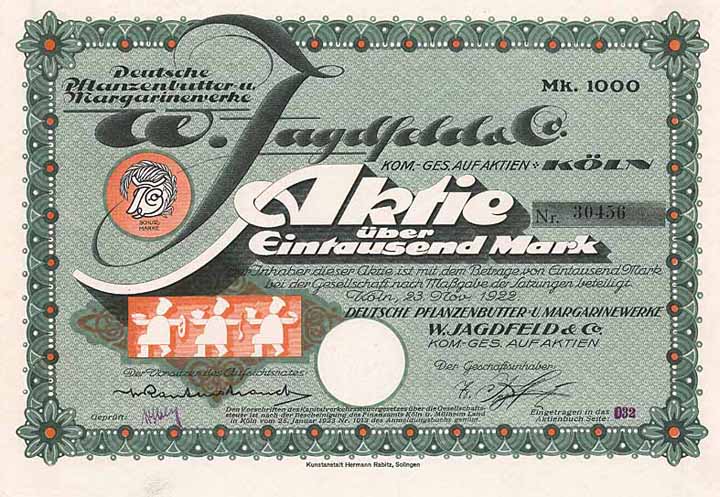 Deutsche
Pflanzenbutter-u.
Margarinewerke
Mk. 1000
W. Jagdfeld & Co.
KOM.-GES. AUF AKTIEN KÖLN
SCHUTZ-
MARKE
Aktie
über
Eintausend Mark
Nr. 30456
Der Inhaber dieser Aktie ist mit dem Betrage von Eintausend Mark
bei der Gesellschaft nach Maßgabe der Satzungen beteiligt
Köln, 23. Nov. 1922
DEUTSCHE PFLANZENBUTTER-U. MARGARINEWERKE
W. JAGDFELD & Co.
KOM.-GES. AUF AKTIEN
Der Vorsitzende des Aufsichtsrates:
Der Geschäftsinhaber:
Geprüft:
Den Vorschriften des Kapitalverkehrsteuergesetzes über die Gesellschafts-
steuer ist nach der Bescheinigung des Finanzamts Köln u. Mülheim Land
in Köln vom 25. Januar 1923 Nr. 1013 des Anmeldungsbuchs genügt.
Eingetragen in das
Aktienbuch Seite: 032
Kunstanstalt Hermann Rabitz, Solingen